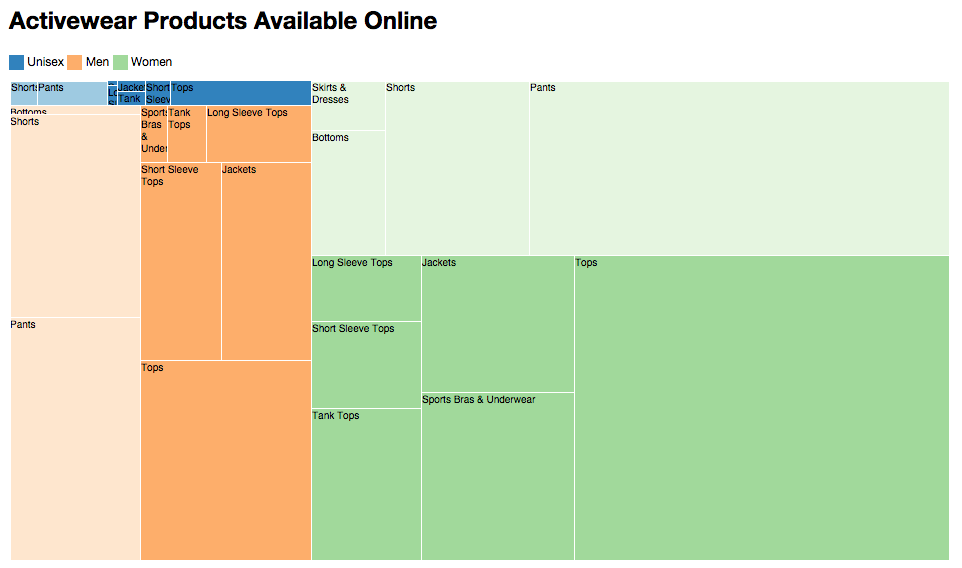 Activewear Products Available Online
Unisex Men Women
Shorts Pants Jacket Short Tops
Sleev
Tank
Bottoms
Shorts
Pants
Sports
Bras
&
Under
Tank
Tops
Long Sleeve Tops
Short Sleeve
Tops
Jackets
Tops
Skirts &
Dresses
Bottoms
Shorts
Pants
Long Sleeve Tops
Short Sleeve Tops
Tank Tops
Jackets
Sports Bras & Underwear
Tops